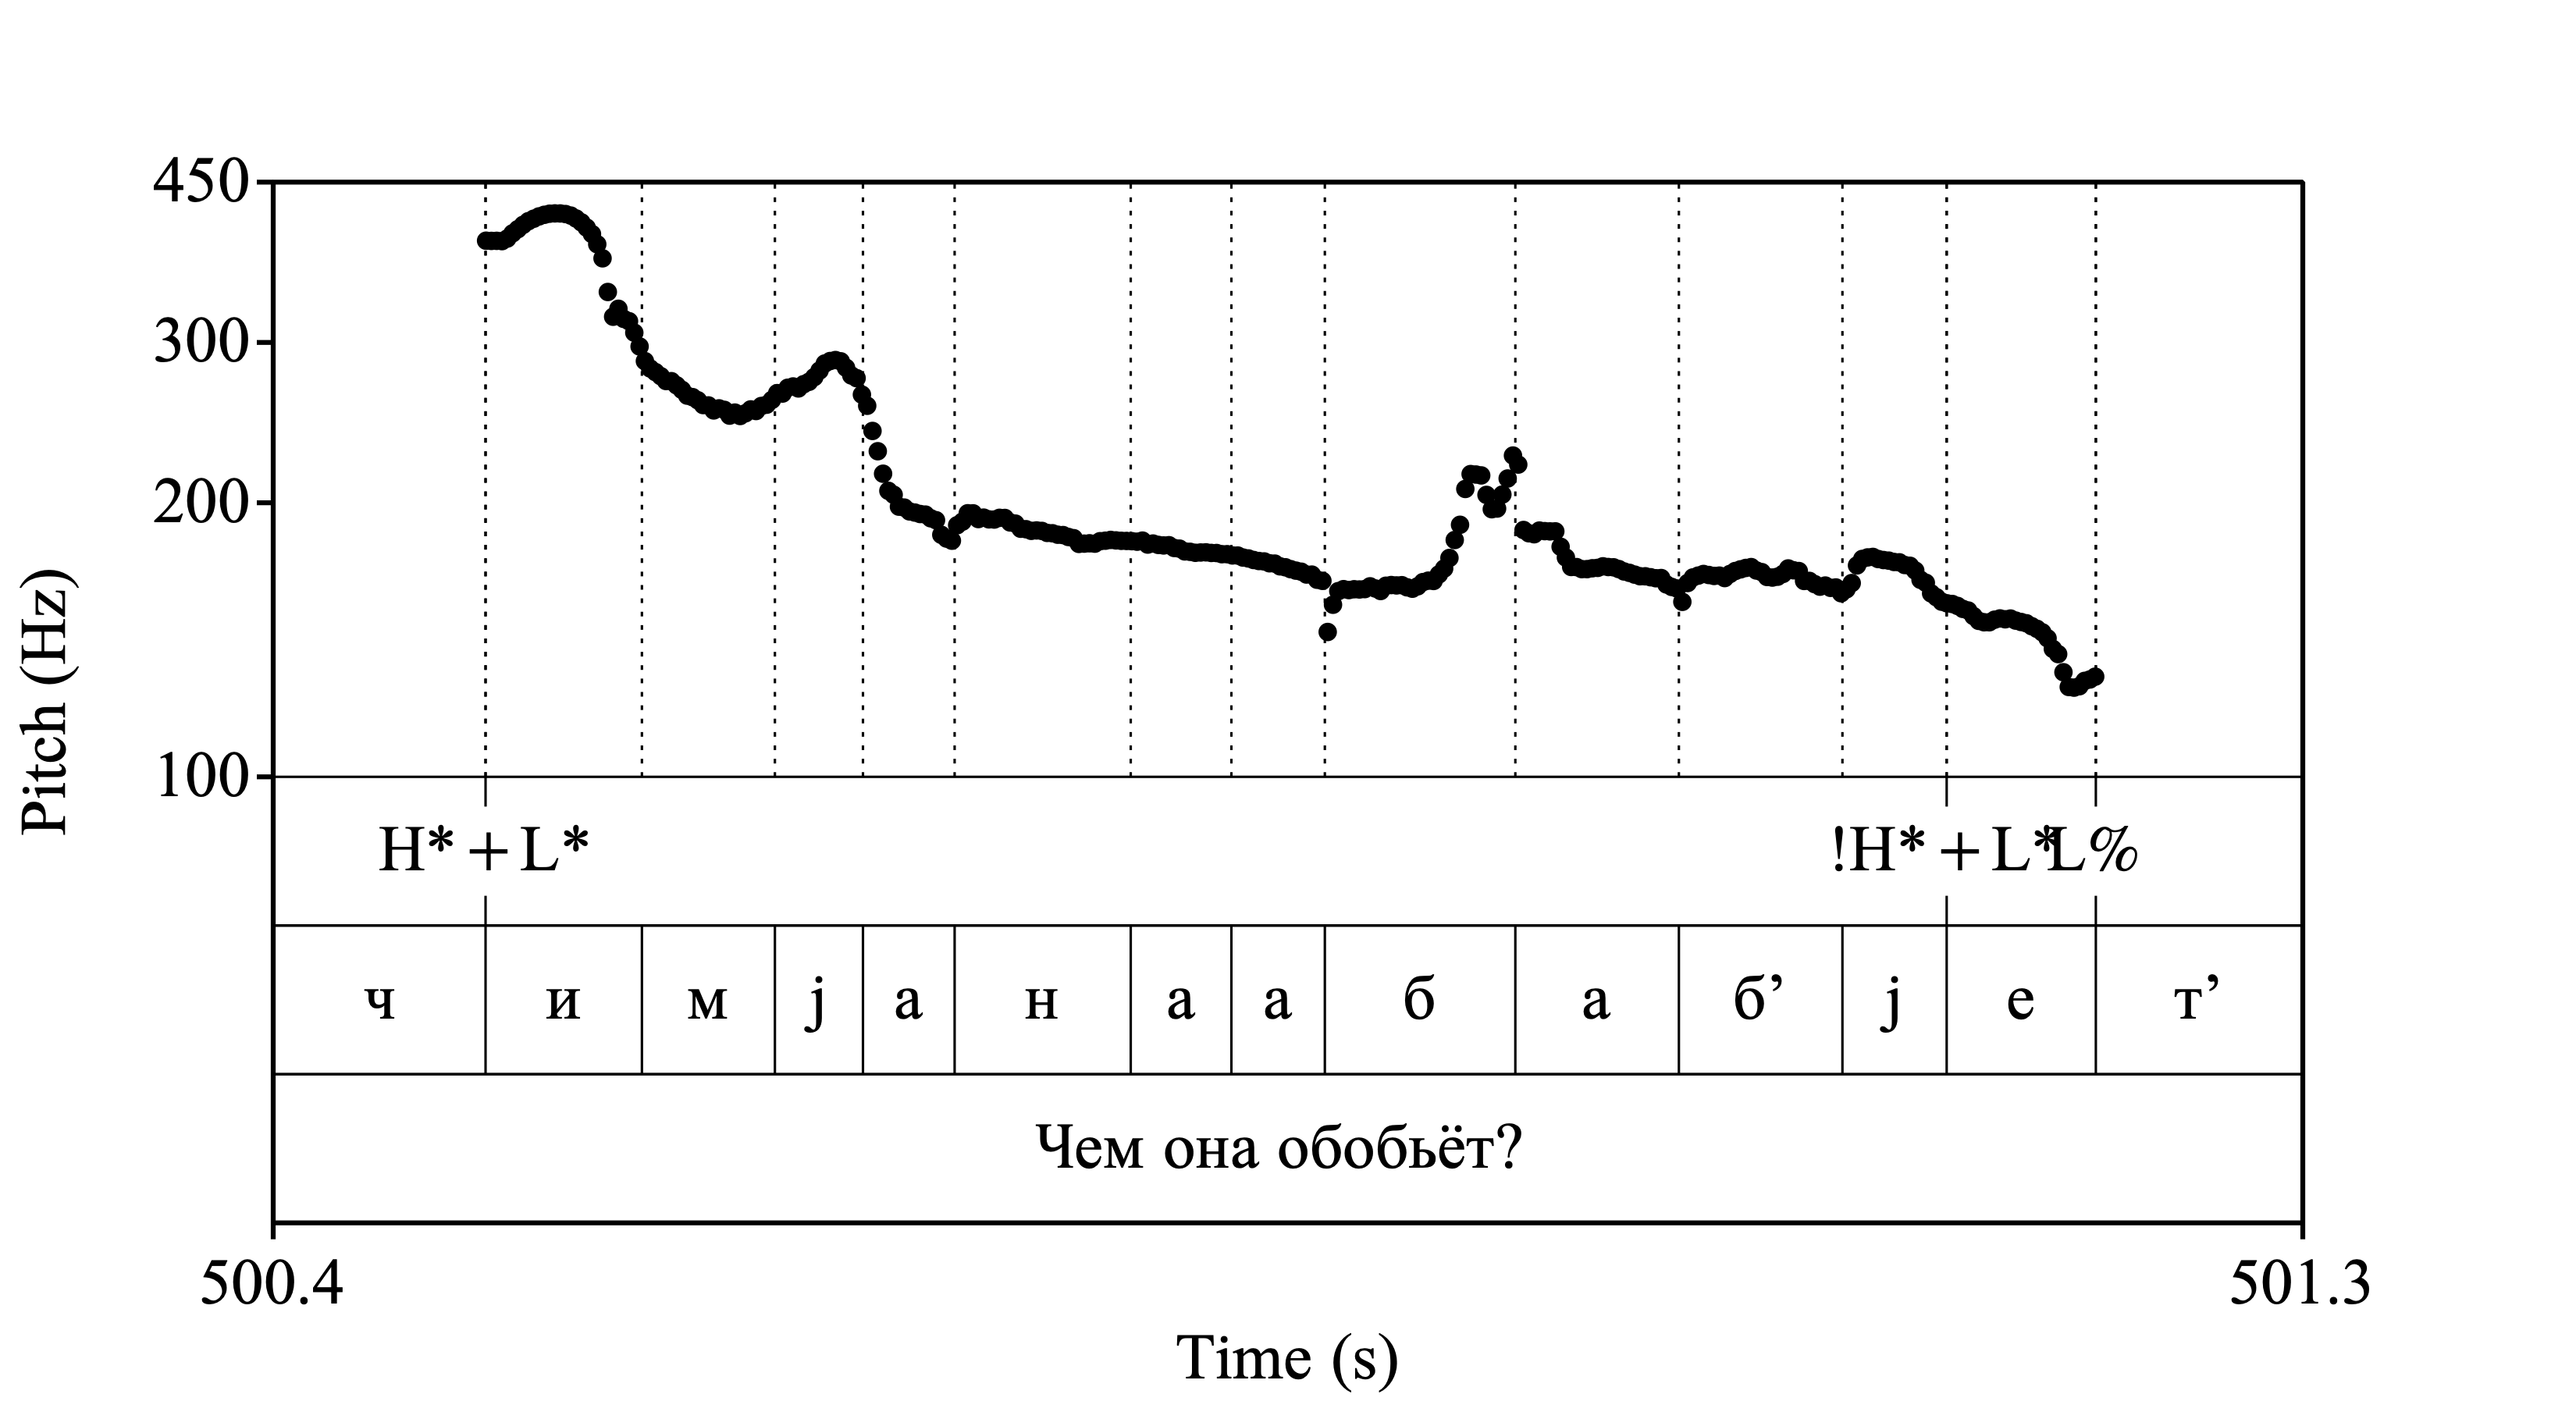 450
300
200
100
Pitch (Hz)
H* + L* !H* + L* L%
ч и м j а н а а б а б’ j е т’
Чем она обобьёт?
500.4 501.3
Time (s)